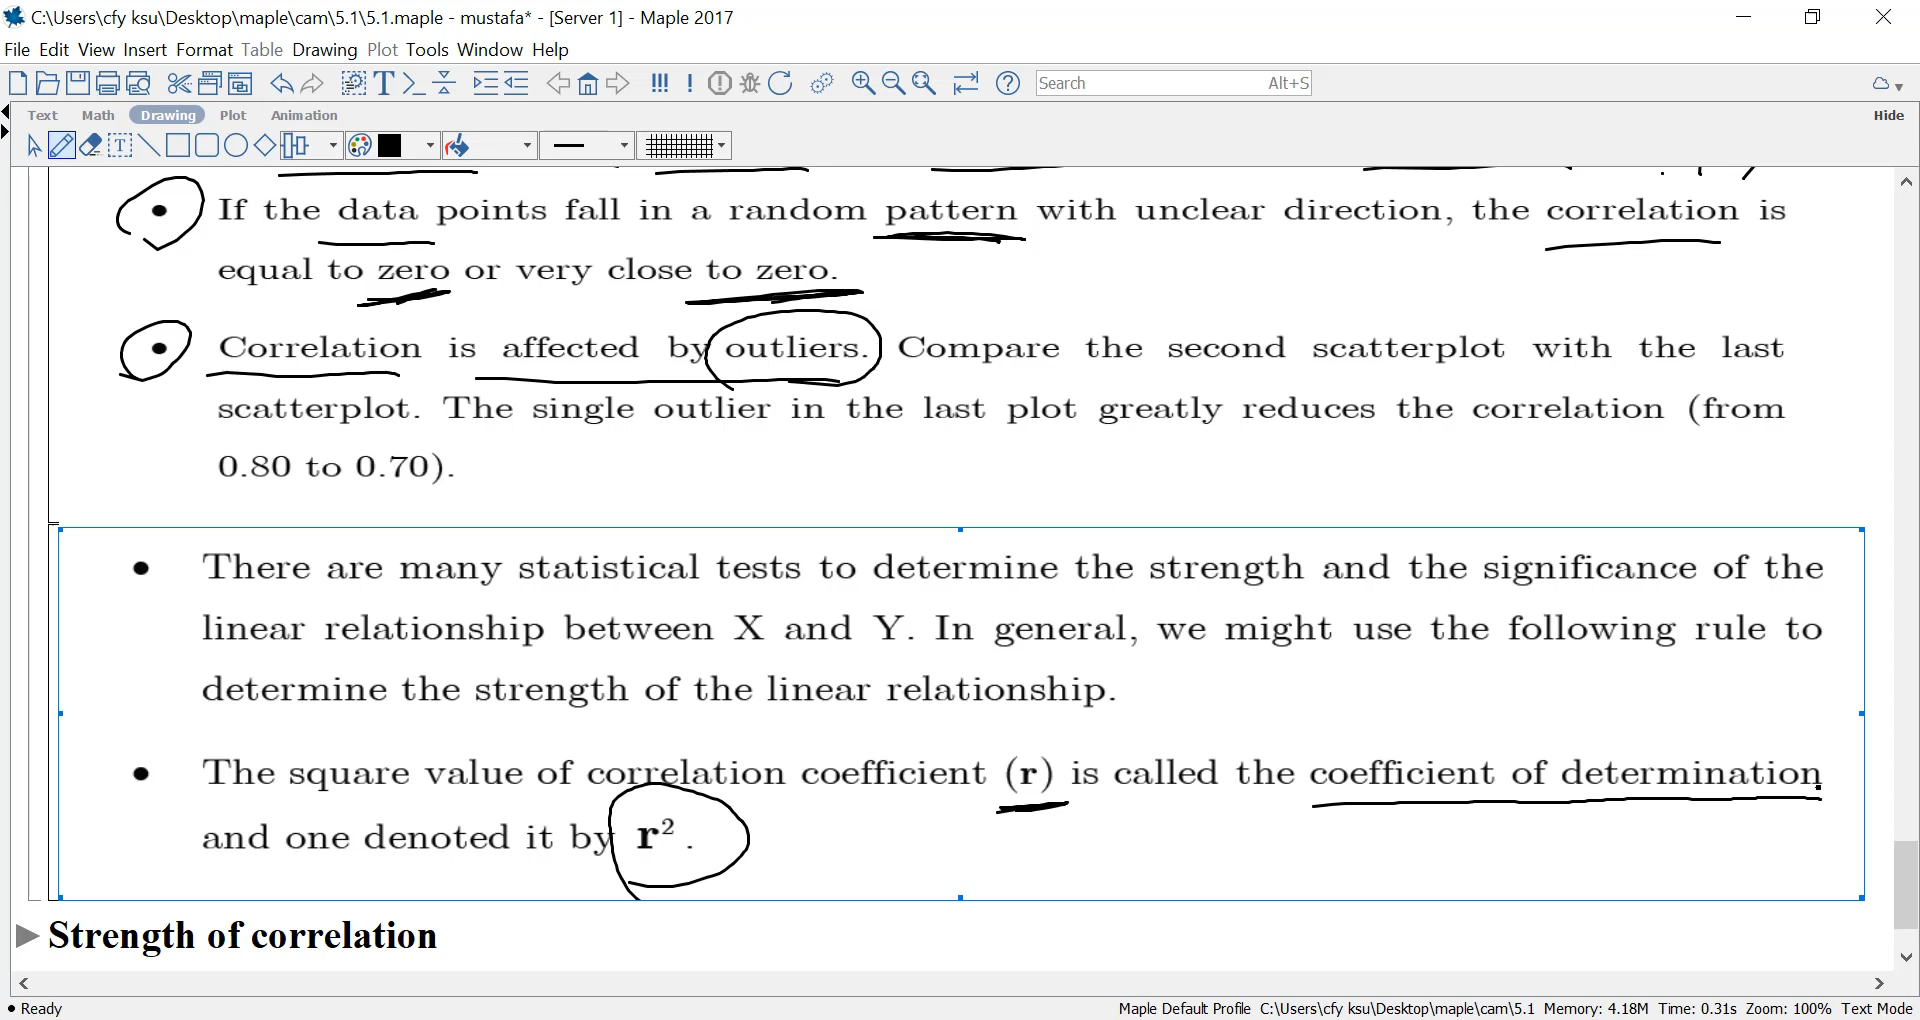 C:\Users\cfy ksu\Desktop\maple\cam\5.1\5.1.maple - mustafa* - [Server 1] - Maple 2017
File Edit View Insert Format Table Drawing Plot Tools Window Help
Search Alt+S
Text Math Drawing Plot Animation Hide
• If the data points fall in a random pattern with unclear direction, the correlation is
equal to zero or very close to zero.
• Correlation is affected by outliers. Compare the second scatterplot with the last
scatterplot. The single outlier in the last plot greatly reduces the correlation (from
0.80 to 0.70).
• There are many statistical tests to determine the strength and the significance of the
linear relationship between X and Y. In general, we might use the following rule to
determine the strength of the linear relationship.
• The square value of correlation coefficient (r) is called the coefficient of determination
and one denoted it by r².
Strength of correlation
• Ready Maple Default Profile C:\Users\cfy ksu\Desktop\maple\cam\5.1 Memory: 4.18M Time: 0.31s Zoom: 100% Text Mode